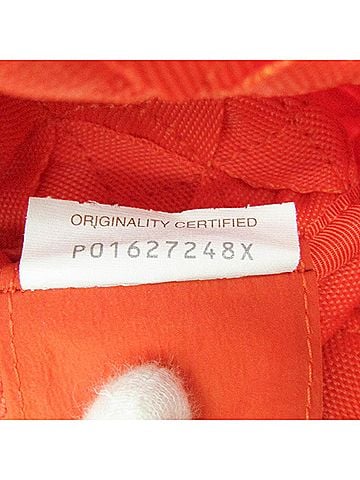 ORIGINALITY CERTIFIED
P01627248X